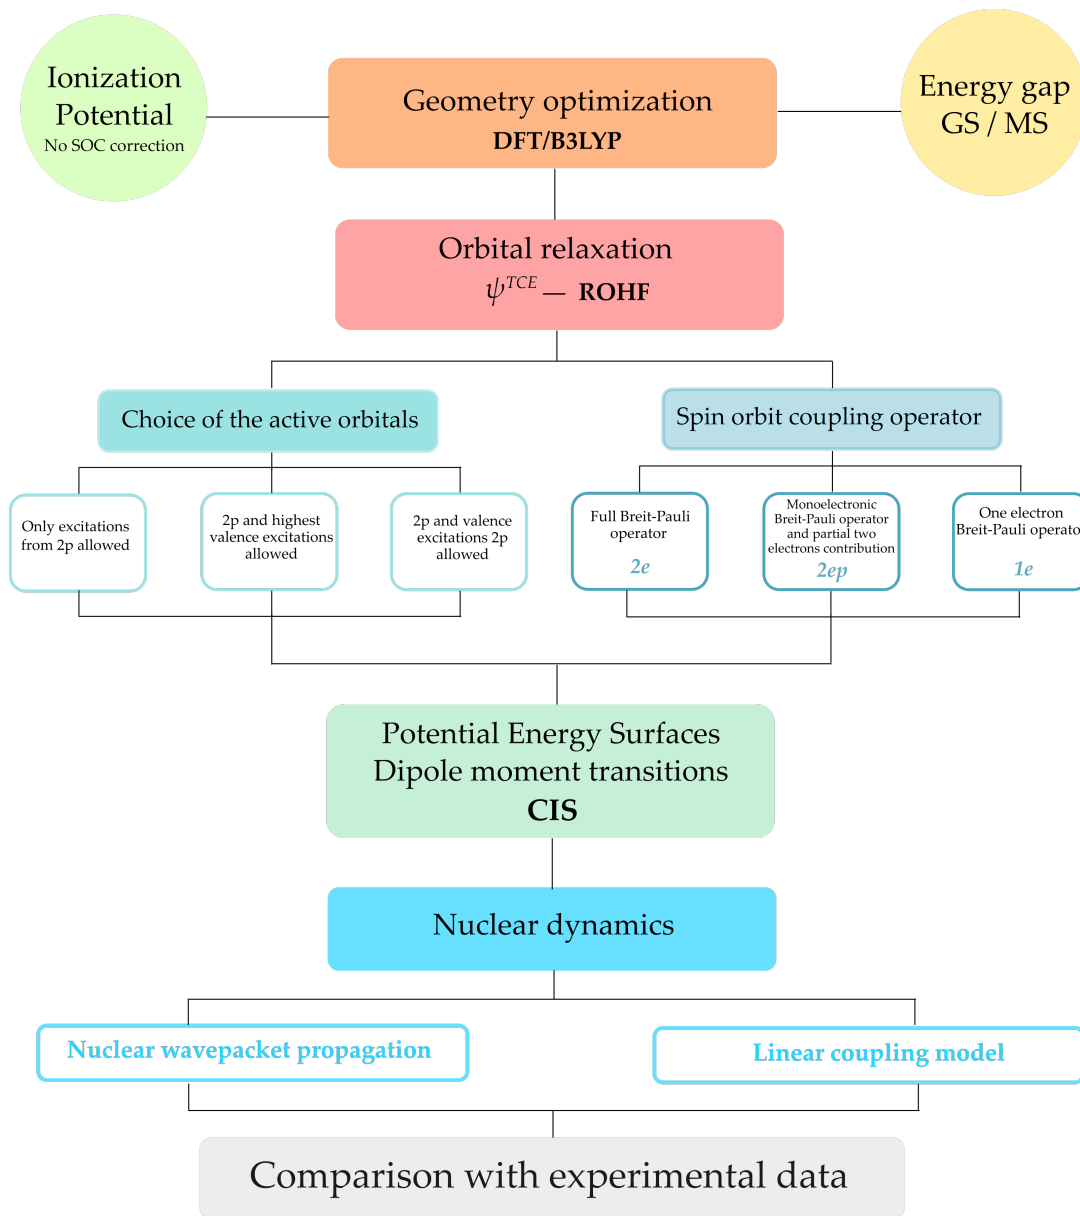 Ionization
Potential
No SOC correction
Geometry optimization
DFT/B3LYP
Energy gap
GS / MS
Orbital relaxation
ψ^TCE — ROHF
Choice of the active orbitals
Spin orbit coupling operator
Only excitations
from 2p allowed
2p and highest
valence excitations
allowed
2p and valence
excitations 2p
allowed
Full Breit-Pauli
operator
2e
Monoelectronic
Breit-Pauli operator
and partial two
electrons contribution
2ep
One electron
Breit-Pauli operato
1e
Potential Energy Surfaces
Dipole moment transitions
CIS
Nuclear dynamics
Nuclear wavepacket propagation
Linear coupling model
Comparison with experimental data